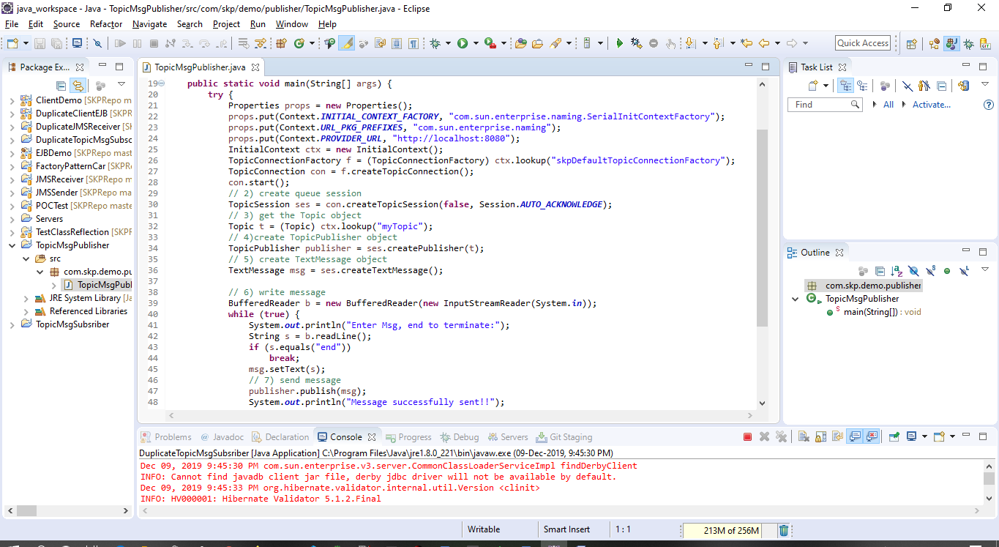 java_workspace - Java - TopicMsgPublisher/src/com/skp/demo/publisher/TopicMsgPublisher.java - Eclipse
File Edit Source Refactor Navigate Search Project Run Window Help
Quick Access
Package Ex...
ClientDemo [SKPRepo m
DuplicateClientEJB [SKPR
DuplicateJMSReceiver [SK
DuplicateTopicMsgSubsc
EJBDemo [SKPRepo mast
FactoryPatternCar [SKPR
JMSReceiver [SKPRepo m
JMSSender [SKPRepo ma
POCTest [SKPRepo maste
Servers
TestClassReflection [SKPF
TopicMsgPublisher
src
com.skp.demo.pu
TopicMsgPubl
JRE System Library [Ja
Referenced Libraries
TopicMsgSubsriber
TopicMsgPublisher.java
19 public static void main(String[] args) {
20 try {
21 Properties props = new Properties();
22 props.put(Context.INITIAL_CONTEXT_FACTORY, "com.sun.enterprise.naming.SerialInitContextFactory");
23 props.put(Context.URL_PKG_PREFIXES, "com.sun.enterprise.naming");
24 props.put(Context.PROVIDER_URL, "http://localhost:8080");
25 InitialContext ctx = new InitialContext();
26 TopicConnectionFactory f = (TopicConnectionFactory) ctx.lookup("skpDefaultTopicConnectionFactory");
27 TopicConnection con = f.createTopicConnection();
28 con.start();
29 // 2) create queue session
30 TopicSession ses = con.createTopicSession(false, Session.AUTO_ACKNOWLEDGE);
31 // 3) get the Topic object
32 Topic t = (Topic) ctx.lookup("myTopic");
33 // 4)create TopicPublisher object
34 TopicPublisher publisher = ses.createPublisher(t);
35 // 5) create TextMessage object
36 TextMessage msg = ses.createTextMessage();
37
38 // 6) write message
39 BufferedReader b = new BufferedReader(new InputStreamReader(System.in));
40 while (true) {
41 System.out.println("Enter Msg, end to terminate:");
42 String s = b.readLine();
43 if (s.equals("end"))
44 break;
45 msg.setText(s);
46 // 7) send message
47 publisher.publish(msg);
48 System.out.println("Message successfully sent!!");
Task List
Find All Activate...
Outline
com.skp.demo.publisher
TopicMsgPublisher
main(String[]) : void
Problems Javadoc Declaration Console Progress Debug Servers Git Staging
DuplicateTopicMsgSubsriber [Java Application] C:\Program Files\Java\jre1.8.0_221\bin\javaw.exe (09-Dec-2019, 9:45:30 PM)
Dec 09, 2019 9:45:30 PM com.sun.enterprise.v3.server.CommonClassLoaderServiceImpl findDerbyClient
INFO: Cannot find javadb client jar file, derby jdbc driver will not be available by default.
Dec 09, 2019 9:45:33 PM org.hibernate.validator.internal.util.Version <clinit>
INFO: HV000001: Hibernate Validator 5.1.2.Final
Writable Smart Insert 1 : 1 213M of 256M